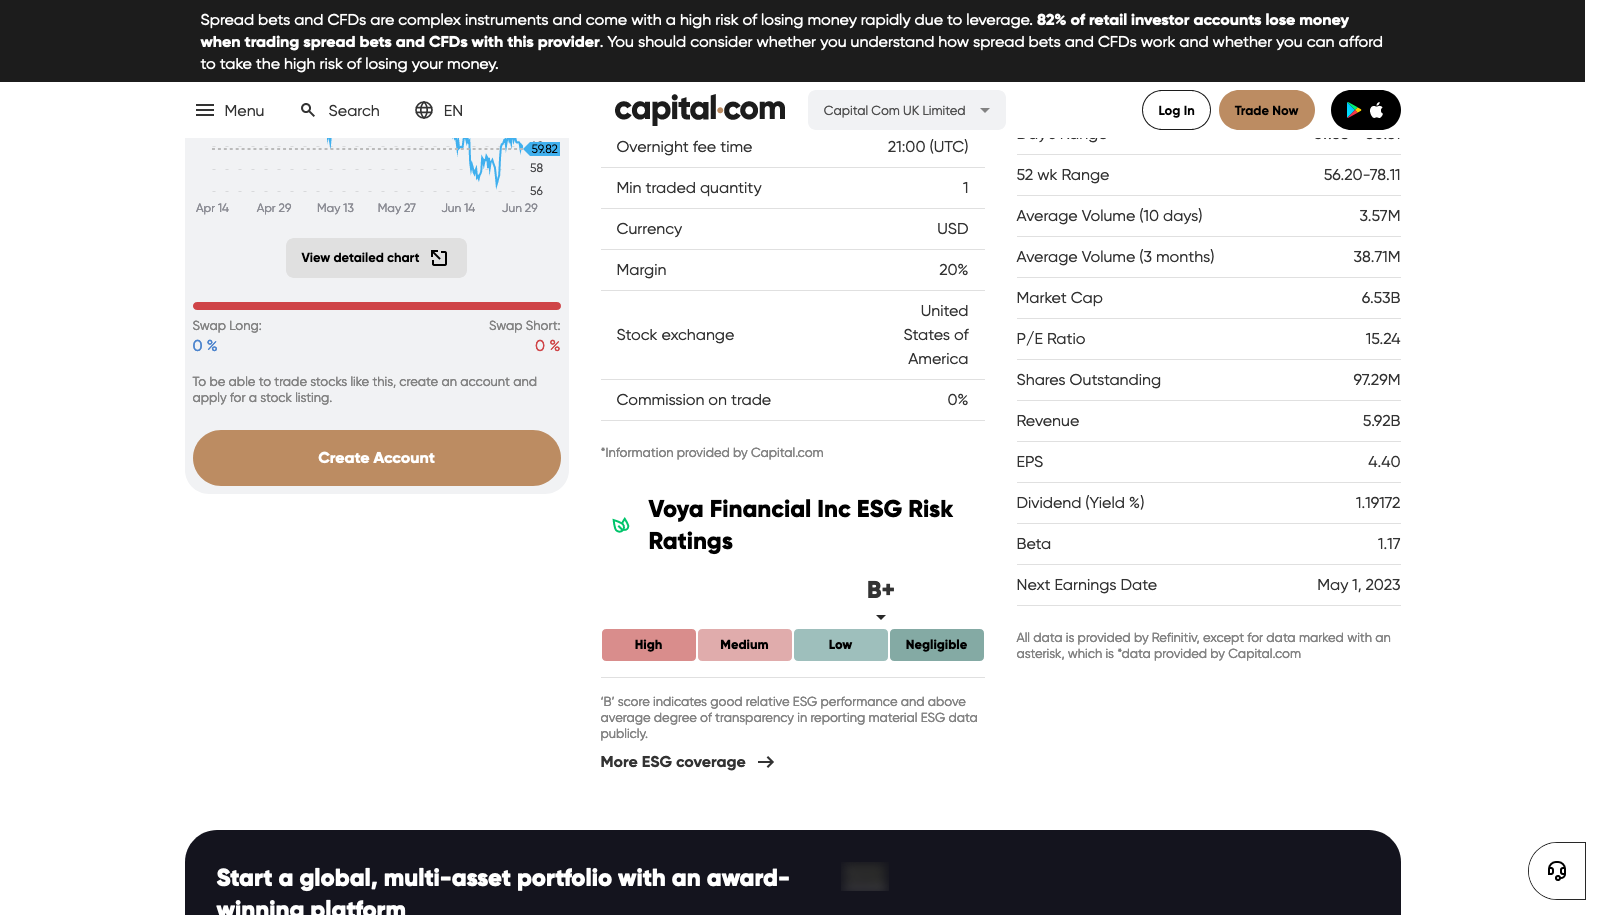 Spread bets and CFDs are complex instruments and come with a high risk of losing money rapidly due to leverage. 82% of retail investor accounts lose money
when trading spread bets and CFDs with this provider. You should consider whether you understand how spread bets and CFDs work and whether you can afford
to take the high risk of losing your money.
Menu
Search
EN
capital.com
Capital Com UK Limited
Log In
Trade Now
59.82
58
56
Apr 14
Apr 29
May 13
May 27
Jun 14
Jun 29
View detailed chart
Swap Long:
Swap Short:
0 %
0 %
To be able to trade stocks like this, create an account and
apply for a stock listing.
Create Account
Overnight fee time
21:00 (UTC)
Min traded quantity
1
Currency
USD
Margin
20%
Stock exchange
United
States of
America
Commission on trade
0%
*Information provided by Capital.com
Voya Financial Inc ESG Risk
Ratings
B+
High
Medium
Low
Negligible
‘B’ score indicates good relative ESG performance and above
average degree of transparency in reporting material ESG data
publicly.
More ESG coverage
52 wk Range
56.20-78.11
Average Volume (10 days)
3.57M
Average Volume (3 months)
38.71M
Market Cap
6.53B
P/E Ratio
15.24
Shares Outstanding
97.29M
Revenue
5.92B
EPS
4.40
Dividend (Yield %)
1.19172
Beta
1.17
Next Earnings Date
May 1, 2023
All data is provided by Refinitiv, except for data marked with an
asterisk, which is *data provided by Capital.com
Start a global, multi-asset portfolio with an award-
winning platform